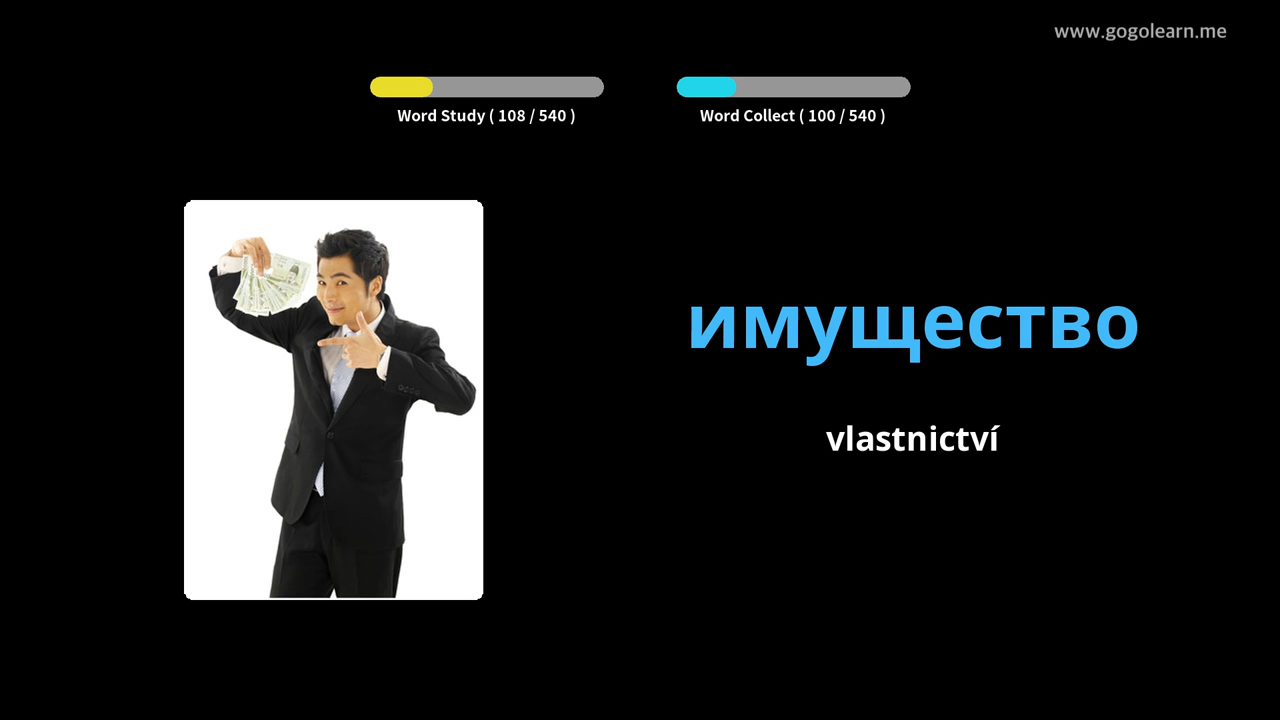 www.gogolearn.me
Word Study ( 108 / 540 )
Word Collect ( 100 / 540 )
имущество
vlastnictví